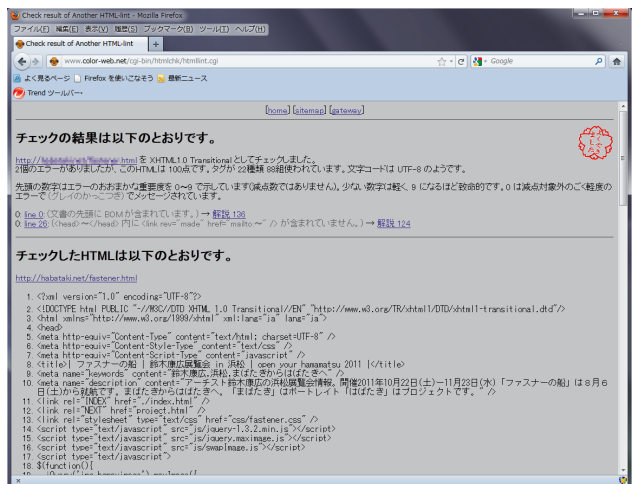 Check result of Another HTML-lint - Mozilla Firefox
ファイル(F) 編集(E) 表示(V) 履歴(S) ブックマーク(B) ツール(T) ヘルプ(H)
Check result of Another HTML-lint
www.color-web.net/cgi-bin/htmlchk/htmllint.cgi
Google
よく見るページ Firefox を使いこなそう 最新ニュース
Trend ツールバー
[home] [sitemap] [gateway]
チェックの結果は以下のとおりです。
http:// .html を XHTML1.0 Transitional としてチェックしました。
2個のエラーがありましたが、このHTMLは 100点です。タグが 22種類 88組使われています。文字コードは UTF-8 のようです。
先頭の数字はエラーのおおまかな重要度を 0~9 で示しています(減点数ではありません)。少ない数字は軽く、9 になるほど致命的です。0 は減点対象外のごく軽度の
エラーで (グレイのかっこつき) でメッセージされています。
0: line 0: (文書の先頭に BOM が含まれています。) → 解説 136
0: line 26: (<head>~</head> 内に <link rev="made" href="mailto:~" /> が含まれていません。) → 解説 124
チェックしたHTMLは以下のとおりです。
http://habataki.net/fastener.html
1. <?xml version="1.0" encoding="UTF-8"?>
2. <!DOCTYPE html PUBLIC "-//W3C//DTD XHTML 1.0 Transitional//EN" "http://www.w3.org/TR/xhtml1/DTD/xhtml1-transitional.dtd">
3. <html xmlns="http://www.w3.org/1999/xhtml" xml:lang="ja" lang="ja">
4. <head>
5. <meta http-equiv="Content-Type" content="text/html; charset=UTF-8" />
6. <meta http-equiv="Content-Style-Type" content="text/css" />
7. <meta http-equiv="Content-Script-Type" content="javascript" />
8. <title>| ファスナーの船 | 鈴木康広展覧会 in 浜松 | open your hamamatsu 2011 |</title>
9. <meta name="keywords" content="鈴木康広,浜松,まばたきからはばたきへ" />
10. <meta name="description" content="アーチスト鈴木康広の浜松展覧会情報。開催2011年10月22日(土)―11月23日(水) 「ファスナーの船」は8月6
日(土)から就航です。まばたきからはばたきへ。「まばたき」はポートレイト「はばたき」はプロジェクトです。" />
11. <link rel="INDEX" href="./index.html" />
12. <link rel="NEXT" href="project.html" />
13. <link rel="stylesheet" type="text/css" href="css/fastener.css" />
14. <script type="text/javascript" src="js/jquery-1.3.2.min.js"></script>
15. <script type="text/javascript" src="js/jquery.maximage.js"></script>
16. <script type="text/javascript" src="js/swapImage.js"></script>
17. <script type="text/javascript">
18. $(function(){